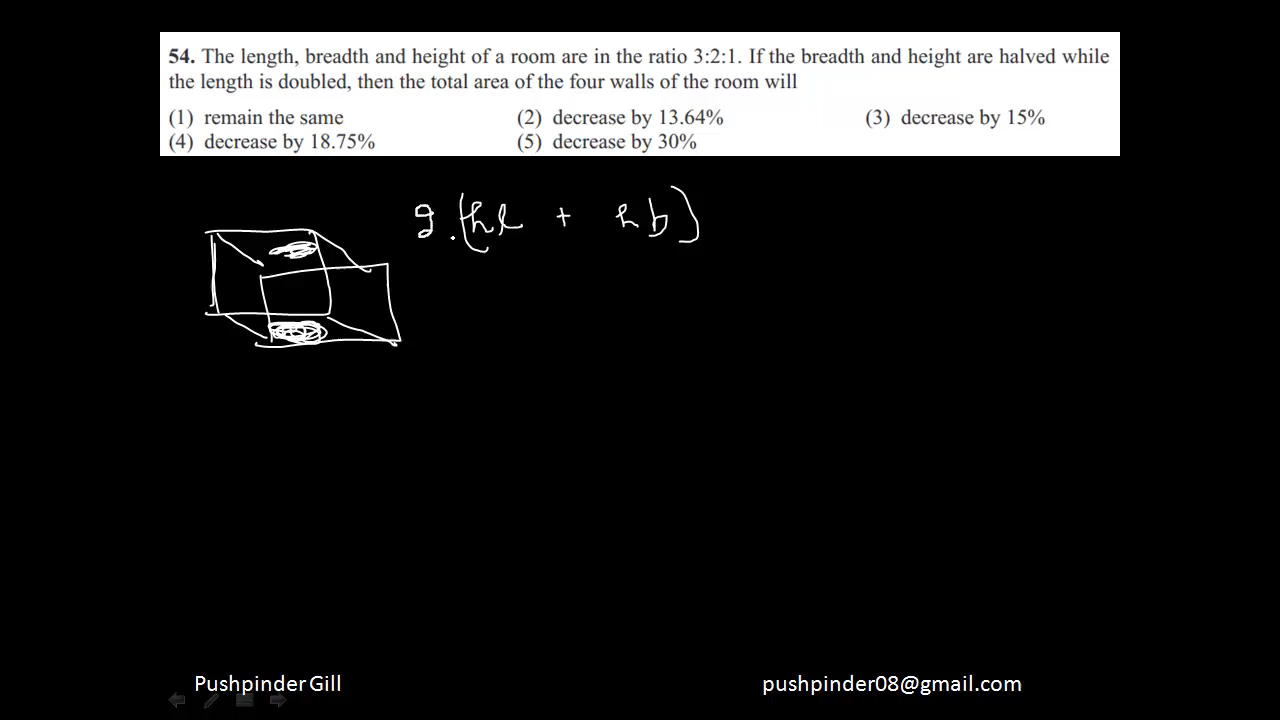 54. The length, breadth and height of a room are in the ratio 3:2:1. If the breadth and height are halved while
the length is doubled, then the total area of the four walls of the room will
(1) remain the same (2) decrease by 13.64% (3) decrease by 15%
(4) decrease by 18.75% (5) decrease by 30%
2.(hl + hb)
Pushpinder Gill pushpinder08@gmail.com